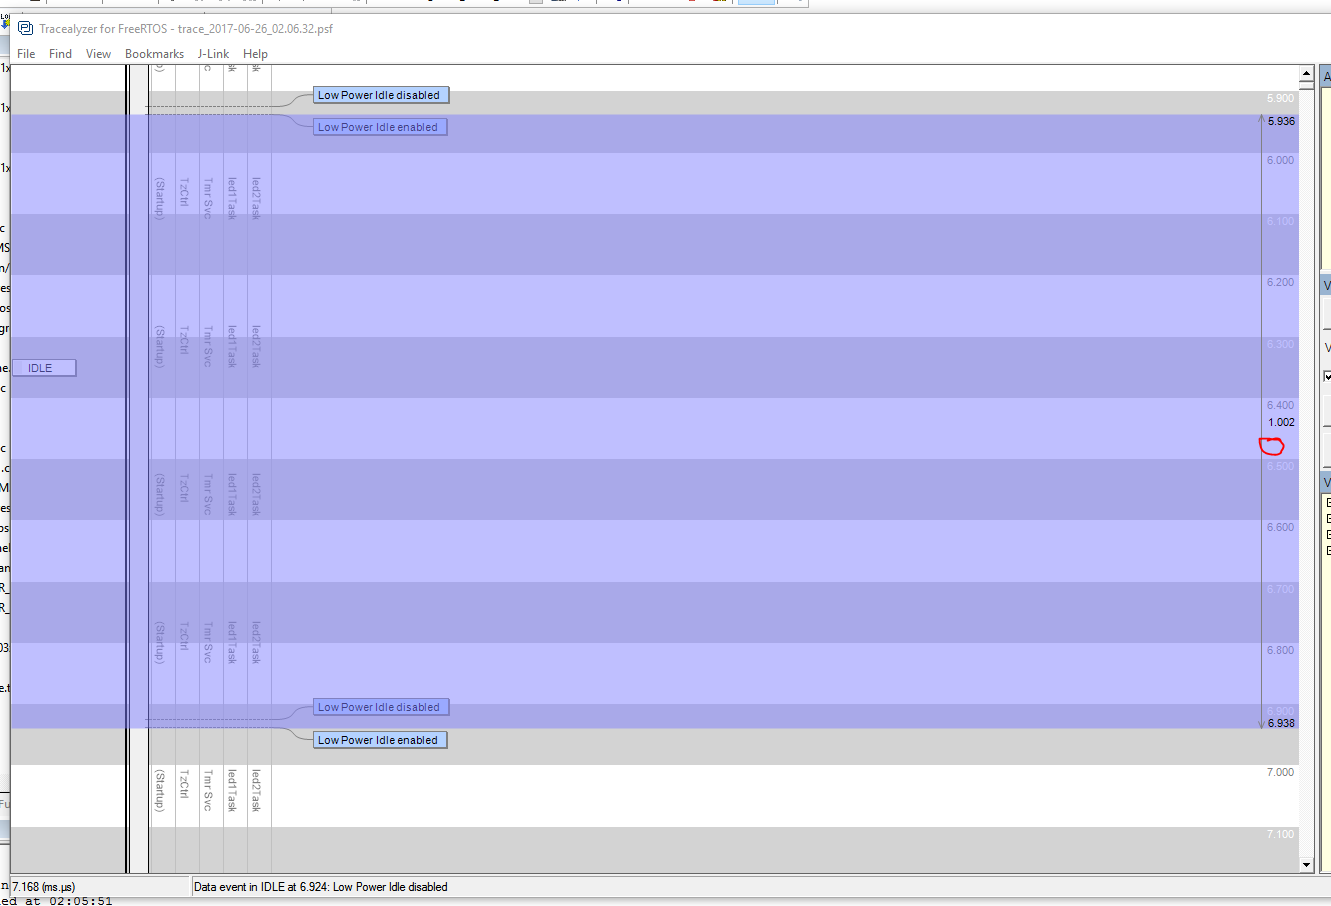 Tracealyzer for FreeRTOS - trace_2017-06-26_02.06.32.psf
File Find View Bookmarks J-Link Help
Low Power Idle disabled
5.900
5.936
Low Power Idle enabled
6.000
(Startup) TzCtrl Tmr Svc led1Task led2Task
6.100
6.200
(Startup) TzCtrl Tmr Svc led1Task led2Task
6.300
IDLE
6.400
1.002
6.500
(Startup) TzCtrl Tmr Svc led1Task led2Task
6.600
6.700
(Startup) TzCtrl Tmr Svc led1Task led2Task
6.800
Low Power Idle disabled
6.900
6.938
Low Power Idle enabled
7.000
(Startup) TzCtrl Tmr Svc led1Task led2Task
7.100
7.168 (ms.µs) Data event in IDLE at 6.924: Low Power Idle disabled
ed at 02:05:51